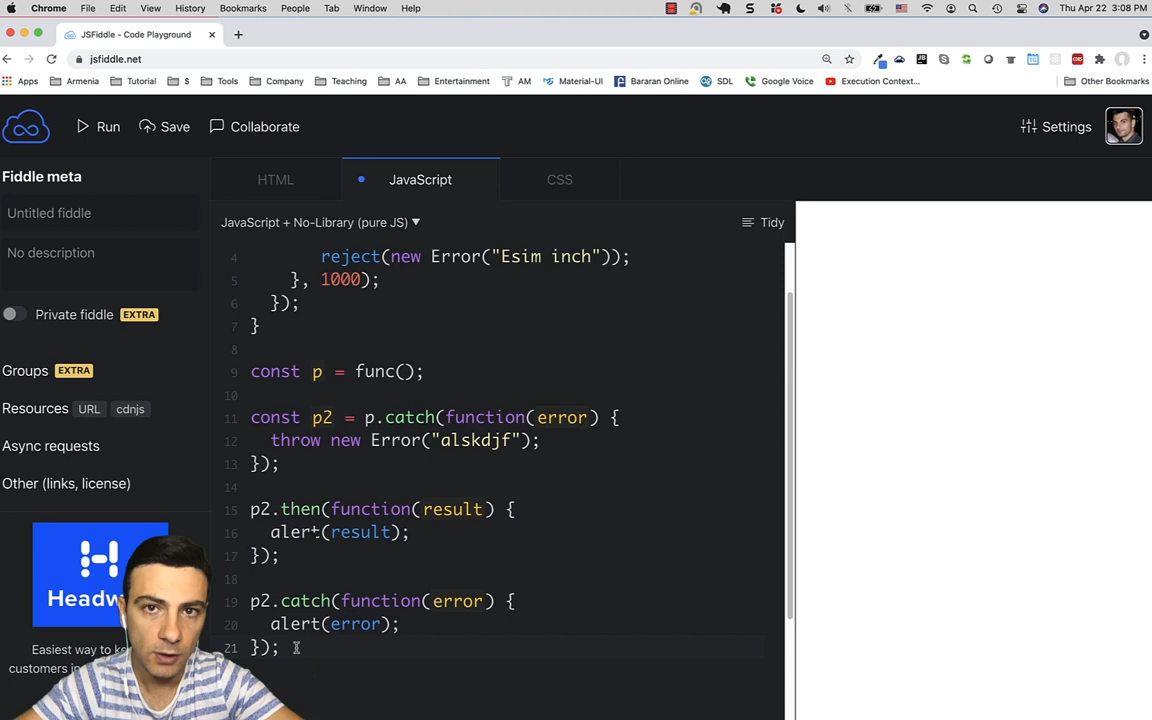 Chrome File Edit View History Bookmarks People Tab Window Help Thu Apr 22 3:08 PM
JSFiddle - Code Playground
jsfiddle.net
Apps Armenia Tutorial $ Tools Company Teaching AA Entertainment AM Material-UI Bararan Online SDL Google Voice Execution Context... Other Bookmarks
Run Save Collaborate Settings
Fiddle meta
Untitled fiddle
No description
Private fiddle EXTRA
Groups EXTRA
Resources URL cdnjs
Async requests
Other (links, license)
Headw
Easiest way to k
customers in
HTML JavaScript CSS
JavaScript + No-Library (pure JS) ▼ Tidy
4 reject(new Error("Esim inch"));
5 }, 1000);
6 });
7 }
8
9 const p = func();
10
11 const p2 = p.catch(function(error) {
12 throw new Error("alskdjf");
13 });
14
15 p2.then(function(result) {
16 alert(result);
17 });
18
19 p2.catch(function(error) {
20 alert(error);
21 });